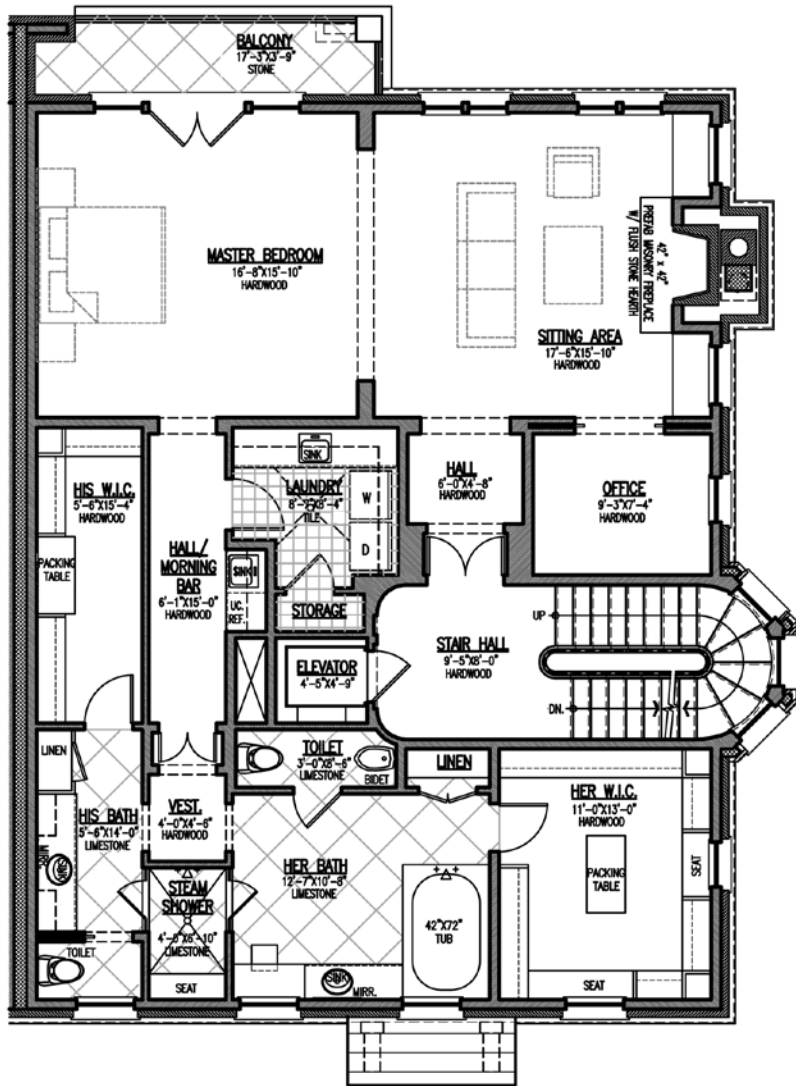 BALCONY
17'-3"X3'-9"
STONE
MASTER BEDROOM
16'-8"X15'-10"
HARDWOOD
42" x 42"
PREFAB MASONRY FIREPLACE
W/ FLUSH STONE HEARTH
SITTING AREA
17'-6"X15'-10"
HARDWOOD
HIS W.I.C.
5'-6"X15'-4"
HARDWOOD
PACKING
TABLE
HALL/
MORNING
BAR
6'-1"X15'-0"
HARDWOOD
SINK
LAUNDRY
TILE
W
D
SINK
UC.
REF.
STORAGE
HALL
6'-0"X4'-8"
HARDWOOD
OFFICE
9'-3"X7'-4"
HARDWOOD
ELEVATOR
4'-5"X4'-9"
STAIR HALL
9'-5"X8'-0"
HARDWOOD
UP
DN.
LINEN
HIS BATH
5'-6"X14'-0"
LIMESTONE
MIRR.
SINK
TOILET
VEST.
4'-0"X4'-6"
HARDWOOD
STEAM
SHOWER
4'-0"X6'-10"
LIMESTONE
SEAT
TOILET
3'-0"X8'-6"
LIMESTONE
BIDET
LINEN
HER BATH
12'-7"X10'-8"
LIMESTONE
42"X72"
TUB
SINK
MIRR.
HER W.I.C.
11'-0"X13'-0"
HARDWOOD
PACKING
TABLE
SEAT
SEAT